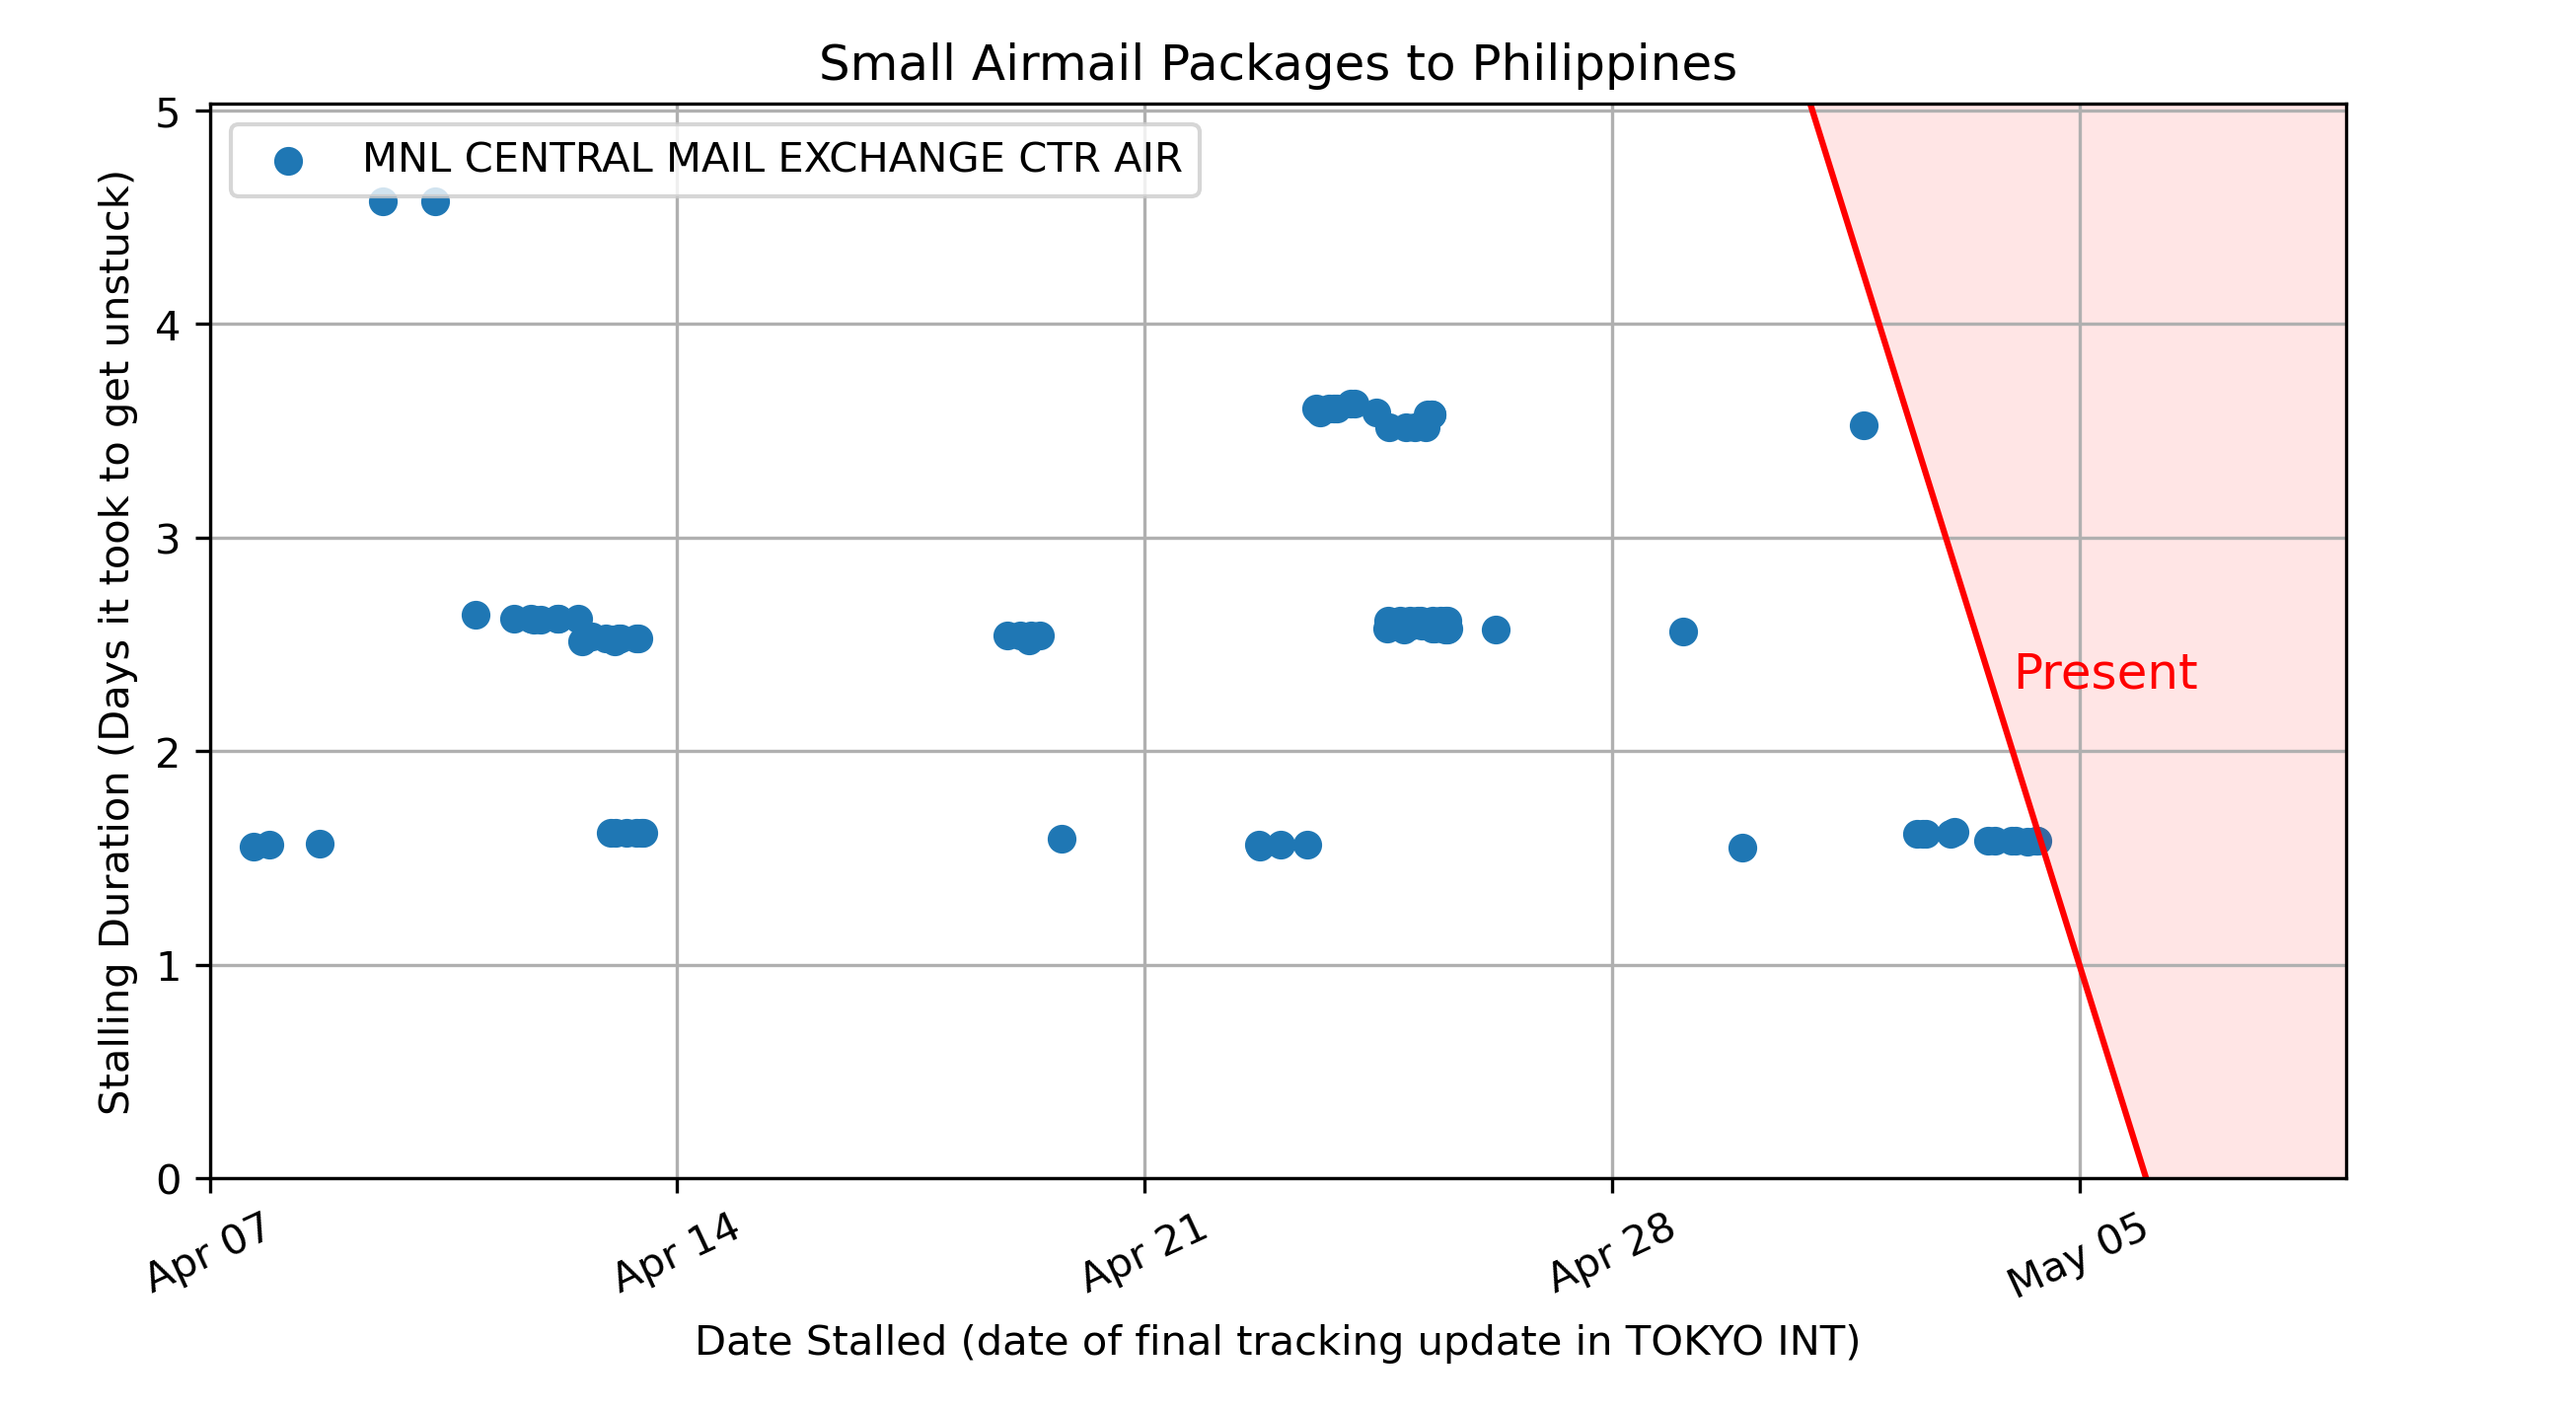 Small Airmail Packages to Philippines
MNL CENTRAL MAIL EXCHANGE CTR AIR
Stalling Duration (Days it took to get unstuck)
5
4
3
2
1
0
Present
Apr 07
Apr 14
Apr 21
Apr 28
May 05
Date Stalled (date of final tracking update in TOKYO INT)